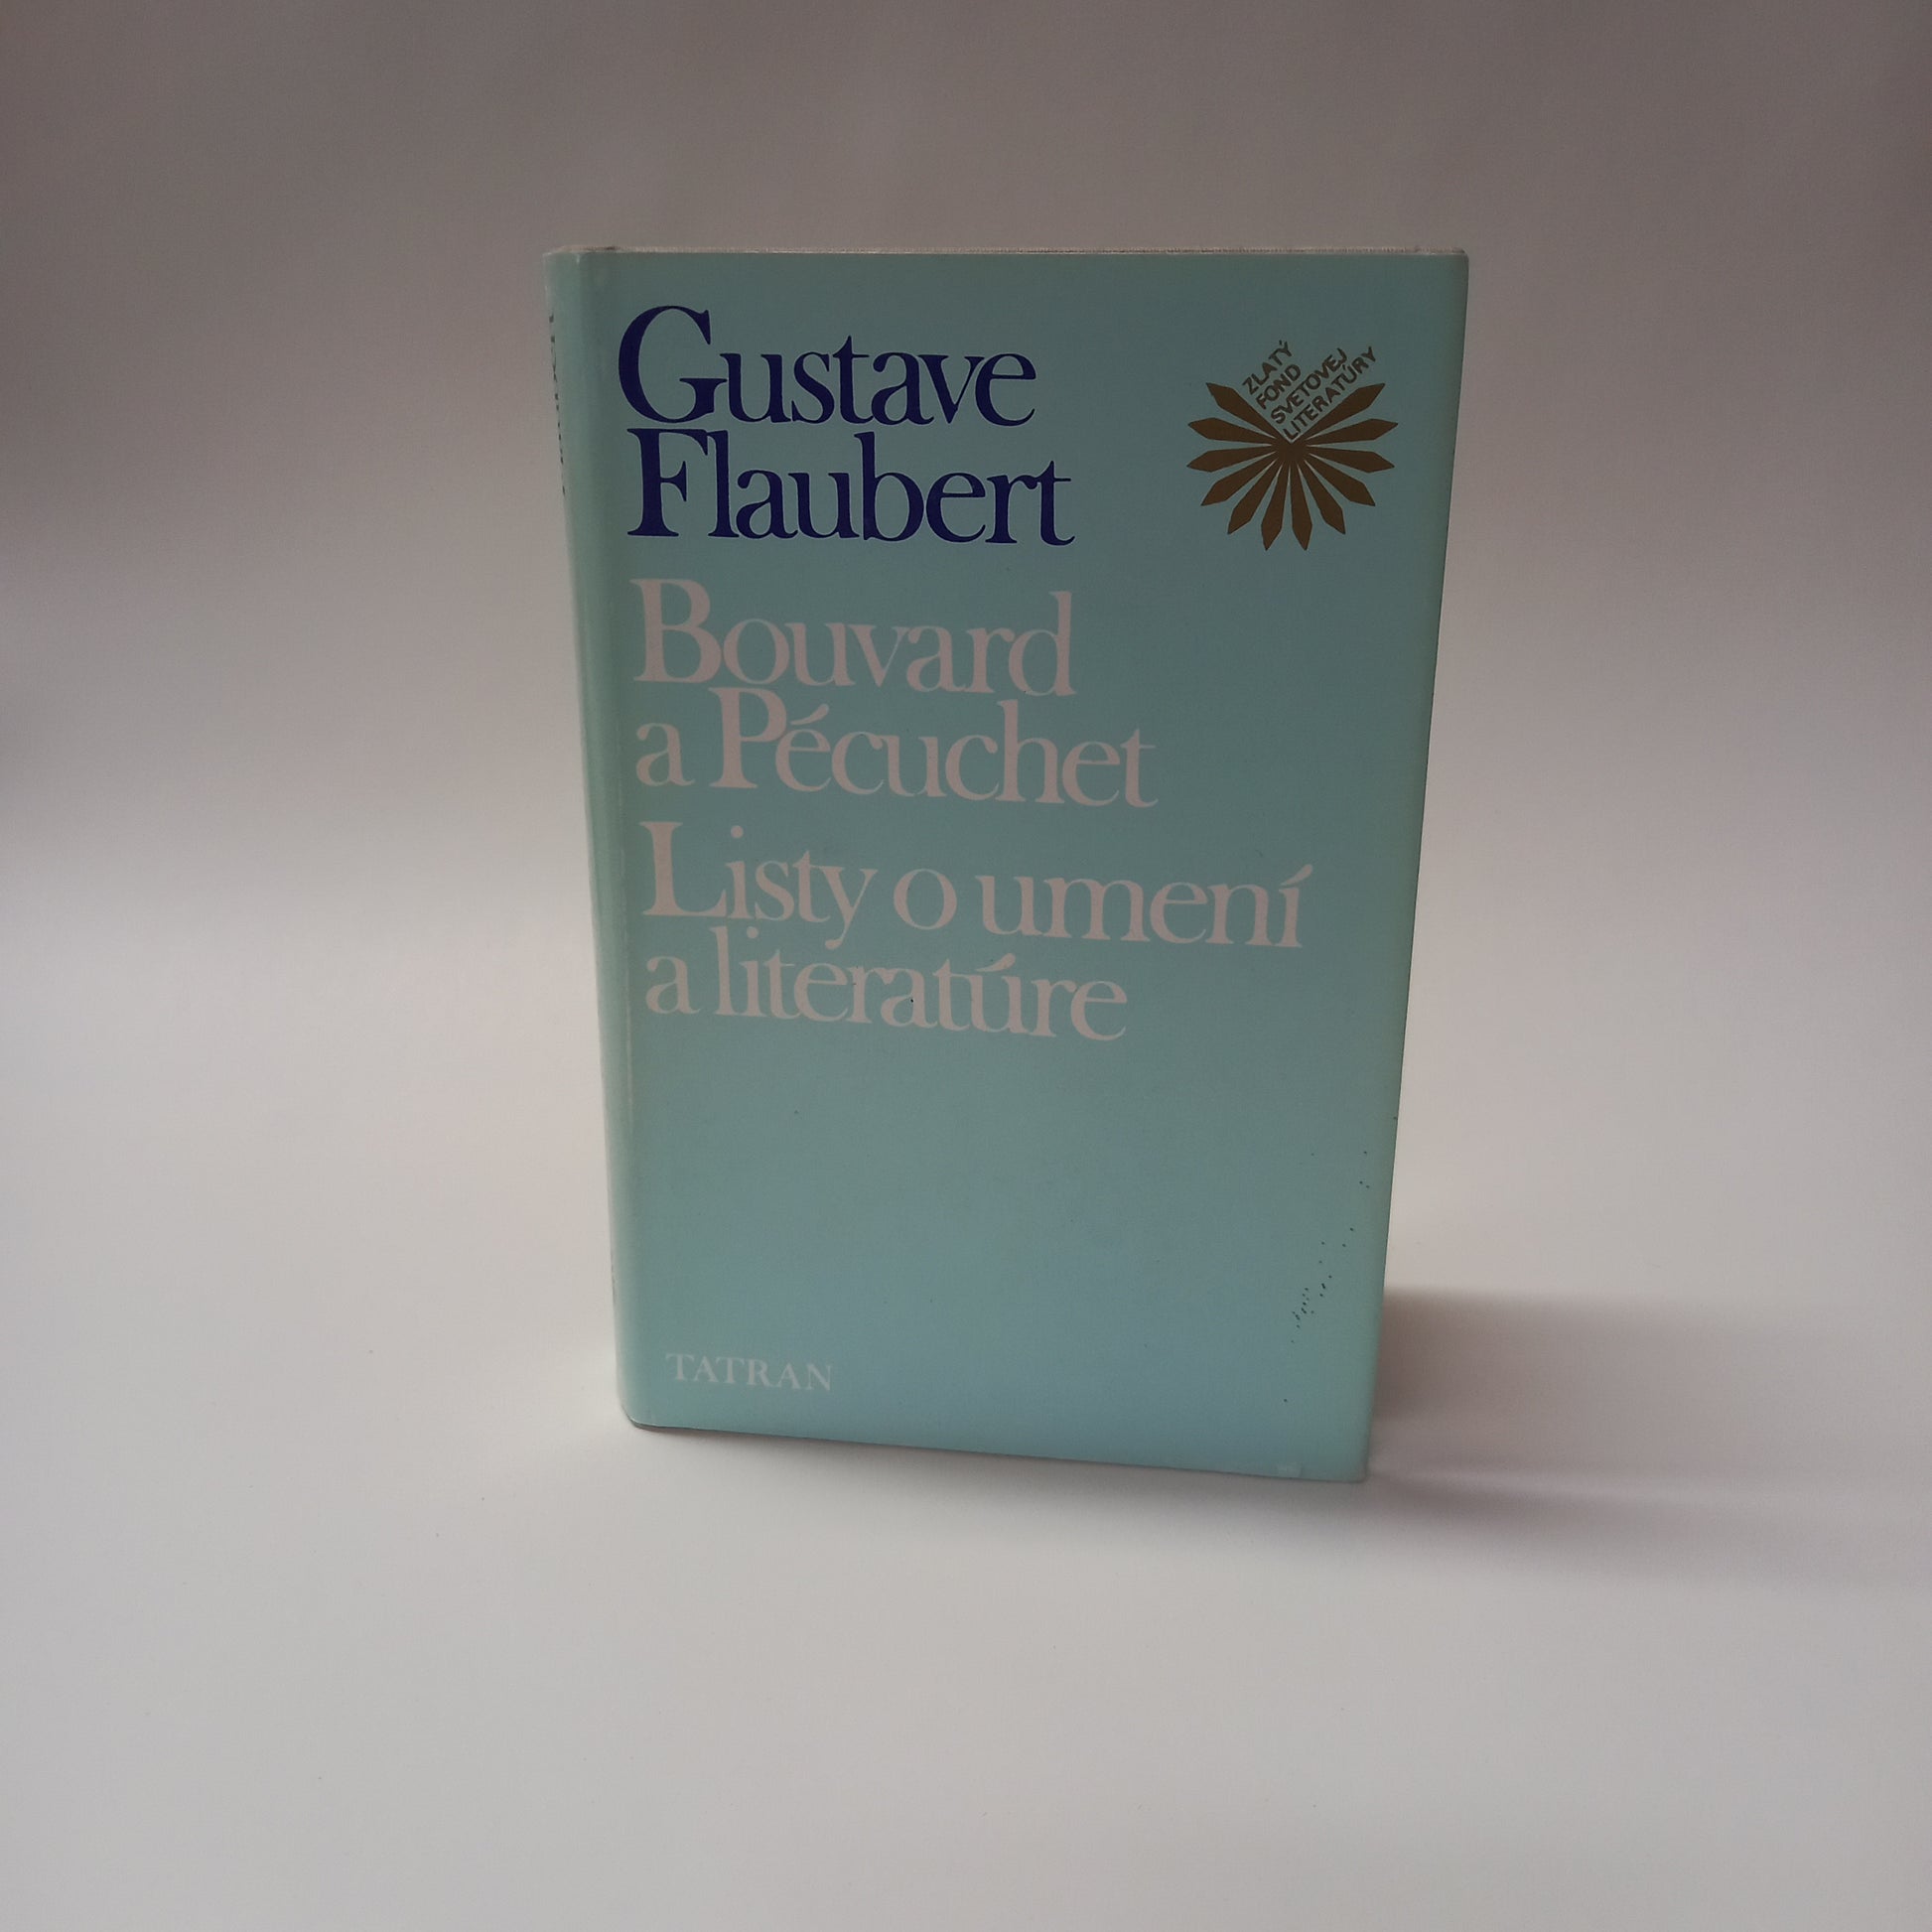 Gustave
Flaubert
ZLATÝ
FOND
SVETOVEJ
LITERATÚRY
Bouvard
a Pécuchet
Listy o umení
a literatúre
TATRAN